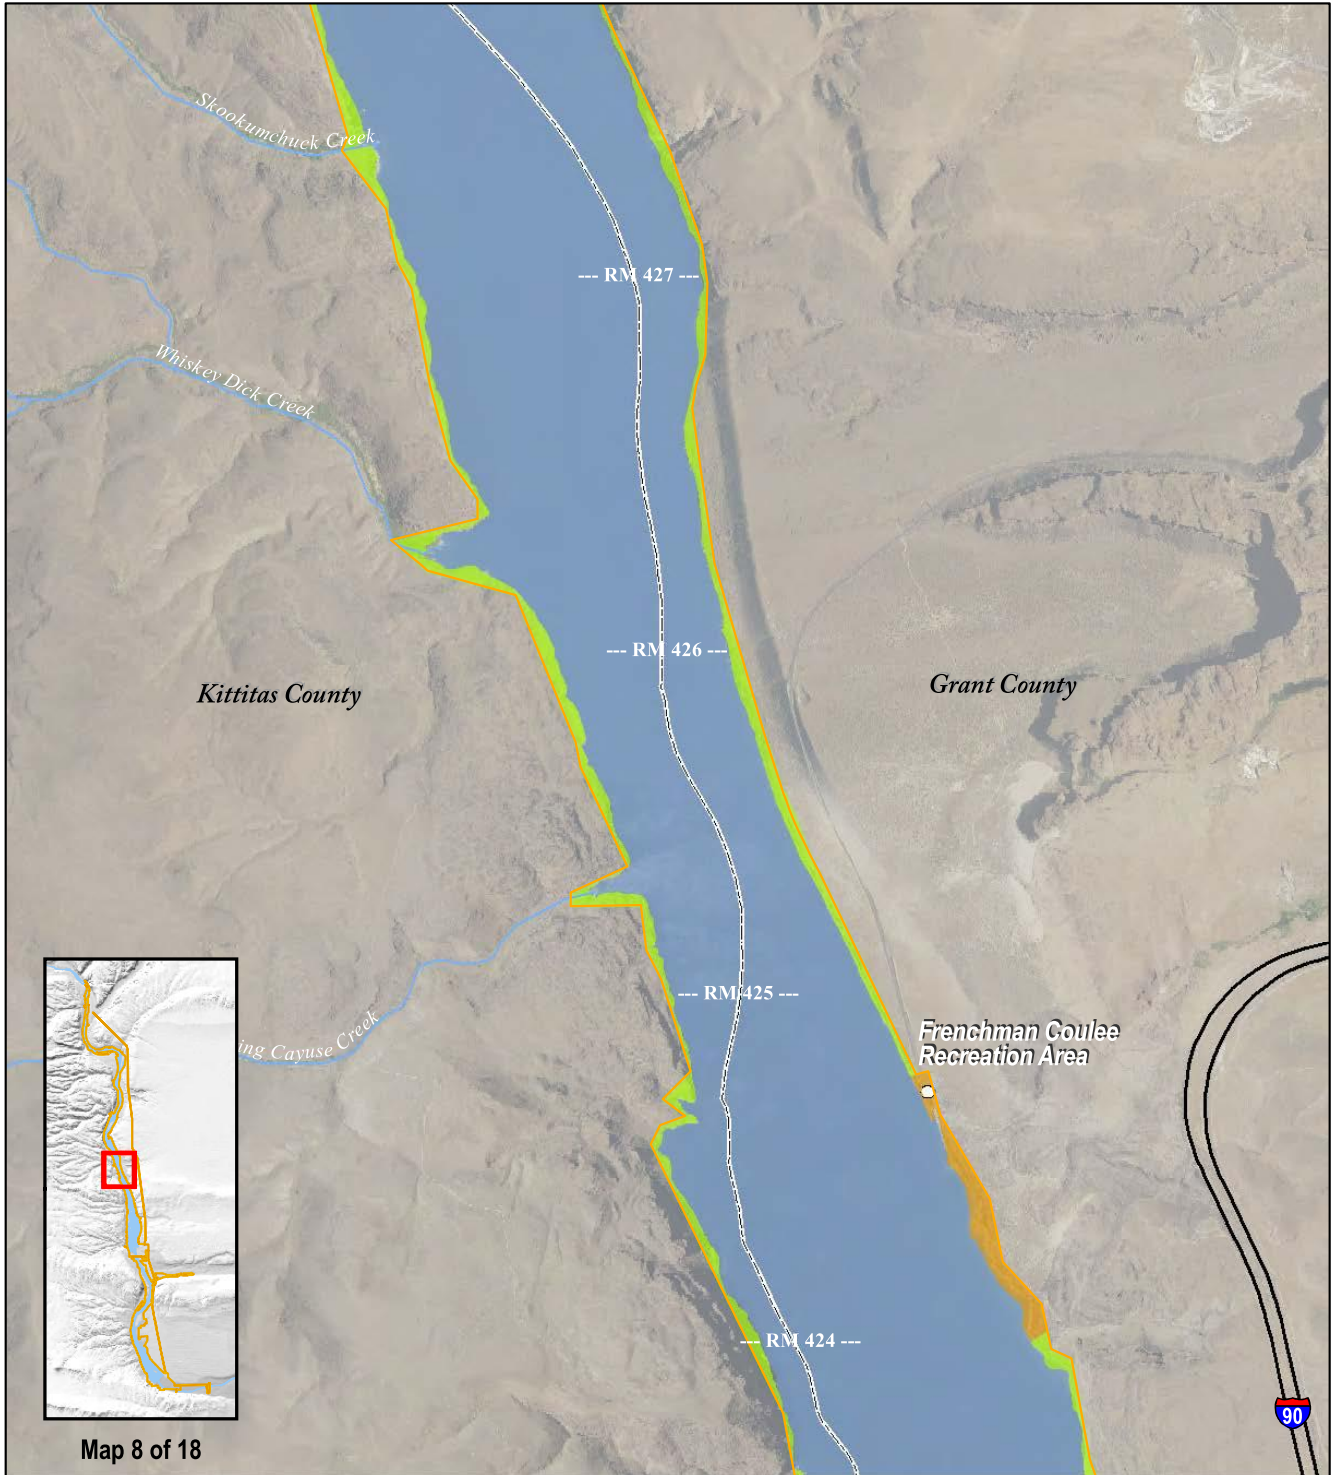 Skookumchuck Creek
--- RM 427 ---
Whiskey Dick Creek
--- RM 426 ---
Kittitas County
Grant County
--- RM 425 ---
ing Cayuse Creek
Frenchman Coulee
Recreation Area
--- RM 424 ---
90
Map 8 of 18